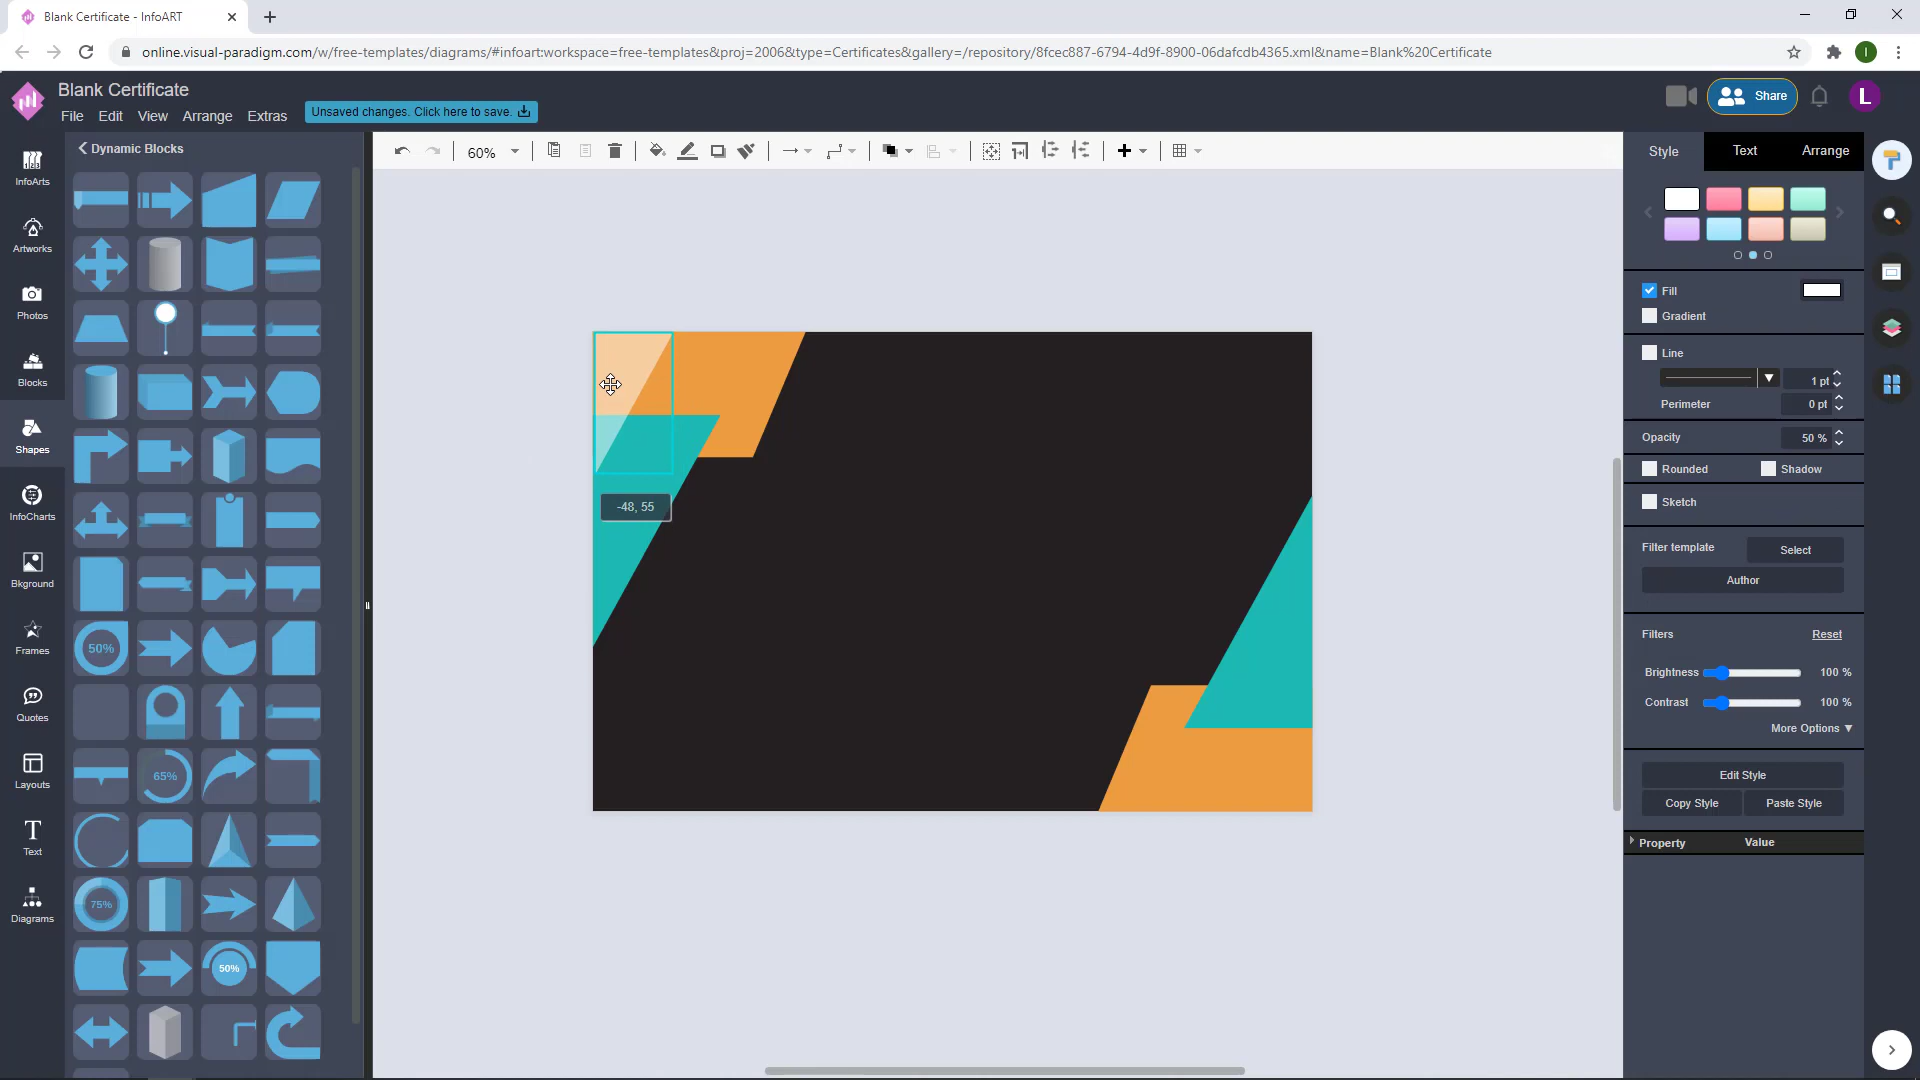 Blank Certificate - InfoART
online.visual-paradigm.com/w/free-templates/diagrams/#infoart:workspace=free-templates&proj=2006&type=Certificates&gallery=/repository/8fcec887-6794-4d9f-8900-06dafcdb4365.xml&name=Blank%20Certificate
I
Blank Certificate
File Edit View Arrange Extras
Unsaved changes. Click here to save.
Share
L
InfoArts
Artworks
Photos
Blocks
Shapes
InfoCharts
Bkground
Frames
Quotes
Layouts
T
Text
Diagrams
Dynamic Blocks
50%
65%
75%
50%
60%
-48, 55
Style Text Arrange
Fill
Gradient
Line
1 pt
Perimeter 0 pt
Opacity 50 %
Rounded Shadow
Sketch
Filter template Select
Author
Filters Reset
Brightness 100 %
Contrast 100 %
More Options
Edit Style
Copy Style Paste Style
Property Value